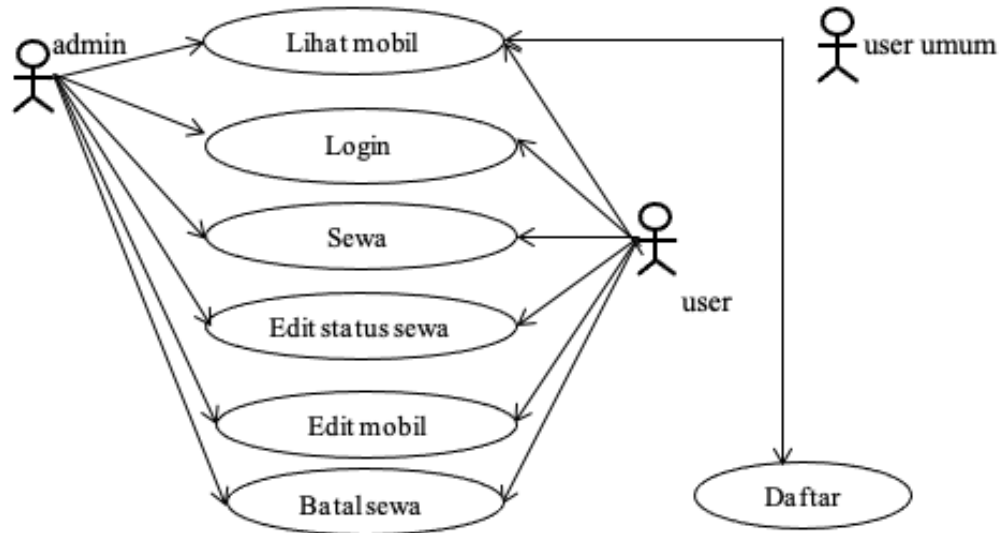 admin
Lihat mobil
user umum
Login
Sewa
user
Edit status sewa
Edit mobil
Batal sewa
Daftar